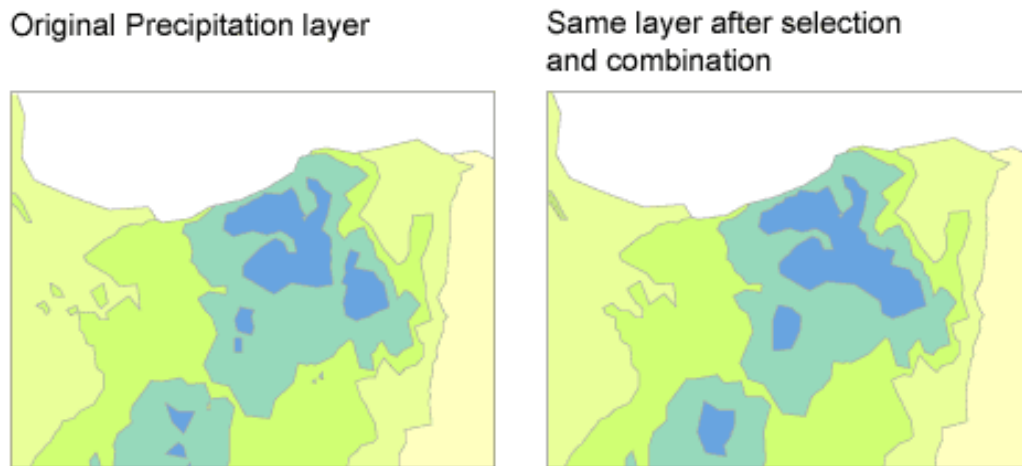 Original Precipitation layer
Same layer after selection
and combination